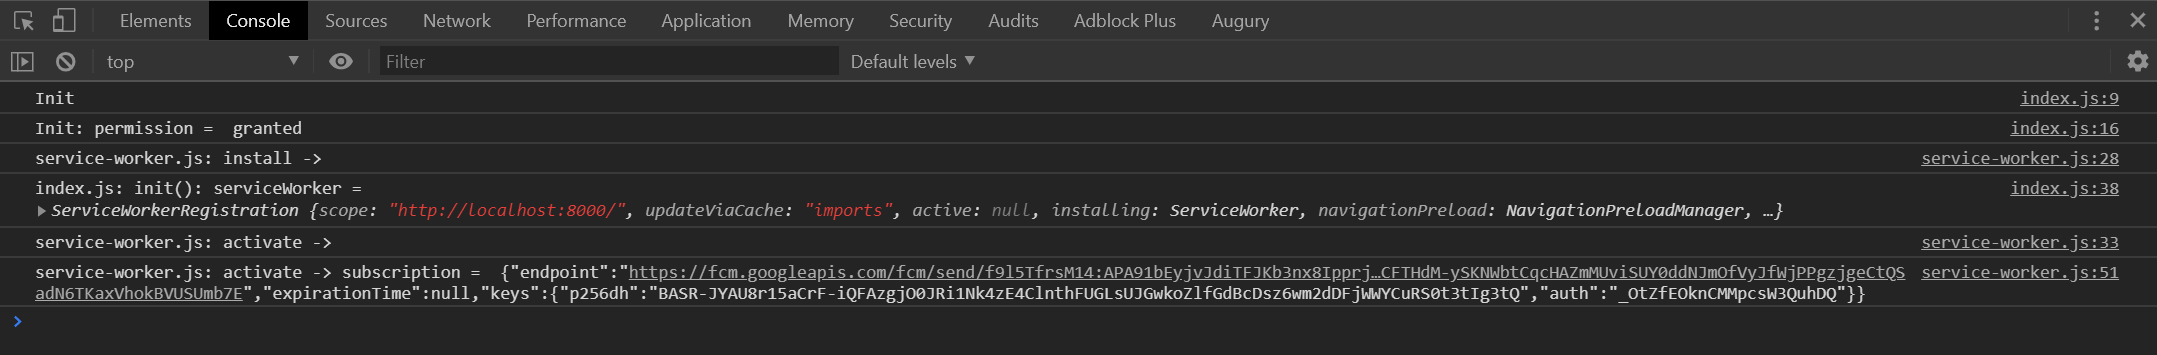 Elements Console Sources Network Performance Application Memory Security Audits Adblock Plus Augury
top Filter Default levels
Init index.js:9
Init: permission =  granted index.js:16
service-worker.js: install -> service-worker.js:28
index.js: init(): serviceWorker = index.js:38
ServiceWorkerRegistration {scope: "http://localhost:8000/", updateViaCache: "imports", active: null, installing: ServiceWorker, navigationPreload: NavigationPreloadManager, …}
service-worker.js: activate -> service-worker.js:33
service-worker.js: activate -> subscription =  {"endpoint":"https://fcm.googleapis.com/fcm/send/f9l5TfrsM14:APA91bEyjvJdiTFJKb3nx8Ipprj…CFTHdM-ySKNWbtCqcHAZmMUviSUY0ddNJmOfVyJfWjPPgzjgeCtQS service-worker.js:51
adN6TKaxVhokBVUSUmb7E","expirationTime":null,"keys":{"p256dh":"BASR-JYAU8r15aCrF-iQFAzgjO0JRi1Nk4zE4ClnthFUGLsUJGwkoZlfGdBcDsz6wm2dDFjWWYCuRS0t3tIg3tQ","auth":"_OtZfEOknCMMpcsW3QuhDQ"}}